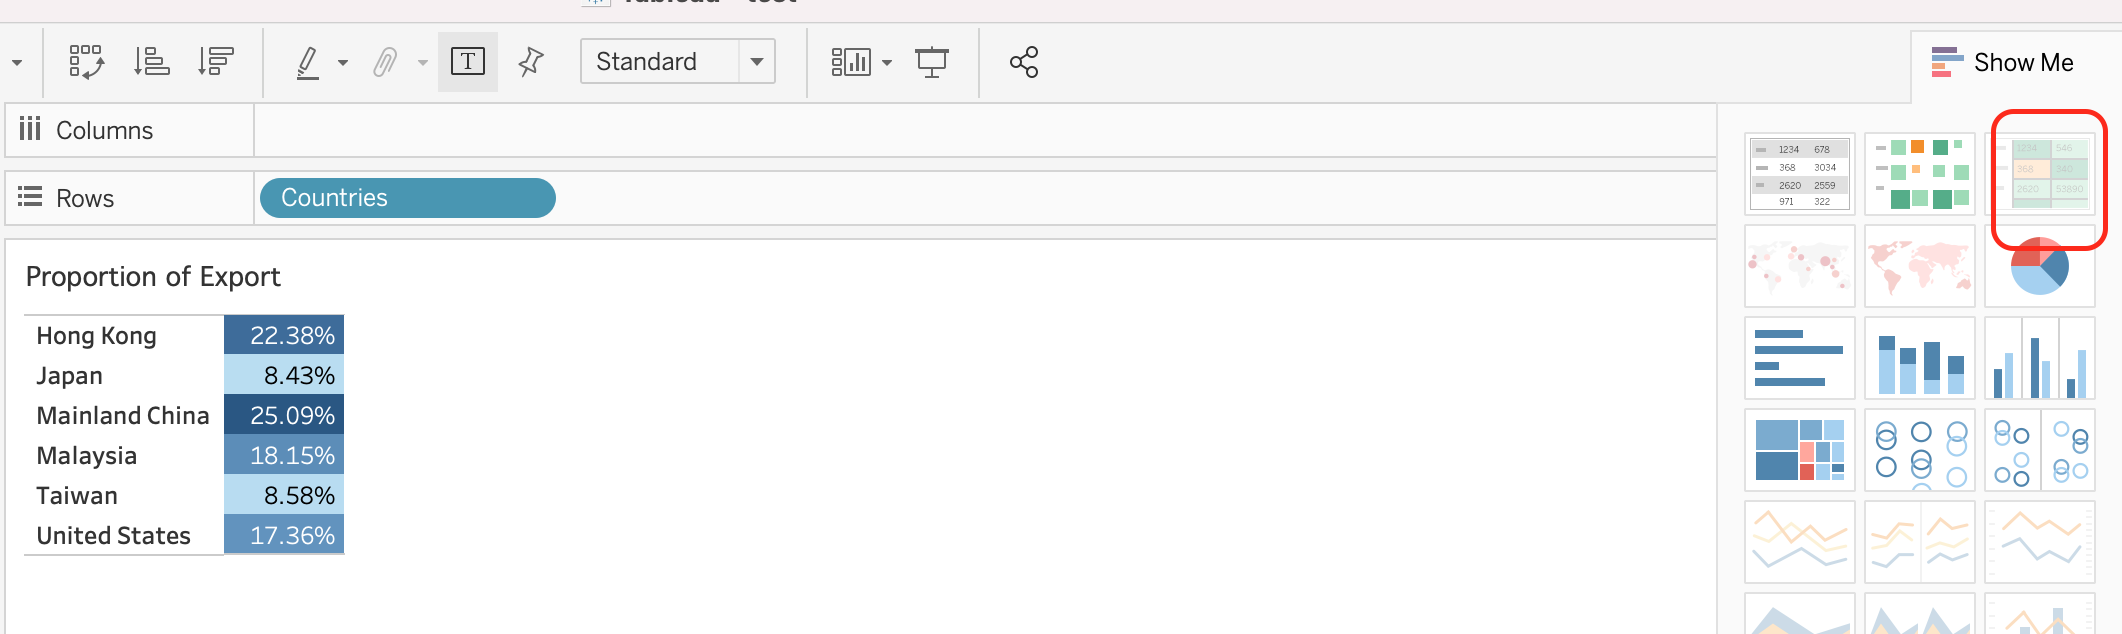 Show Me
T
Standard
Columns
Rows
Countries
Proportion of Export
Hong Kong 22.38%
Japan 8.43%
Mainland China 25.09%
Malaysia 18.15%
Taiwan 8.58%
United States 17.36%
1234 678
368 3034
2620 2559
971 322
1234 546
368 340
2620 53890